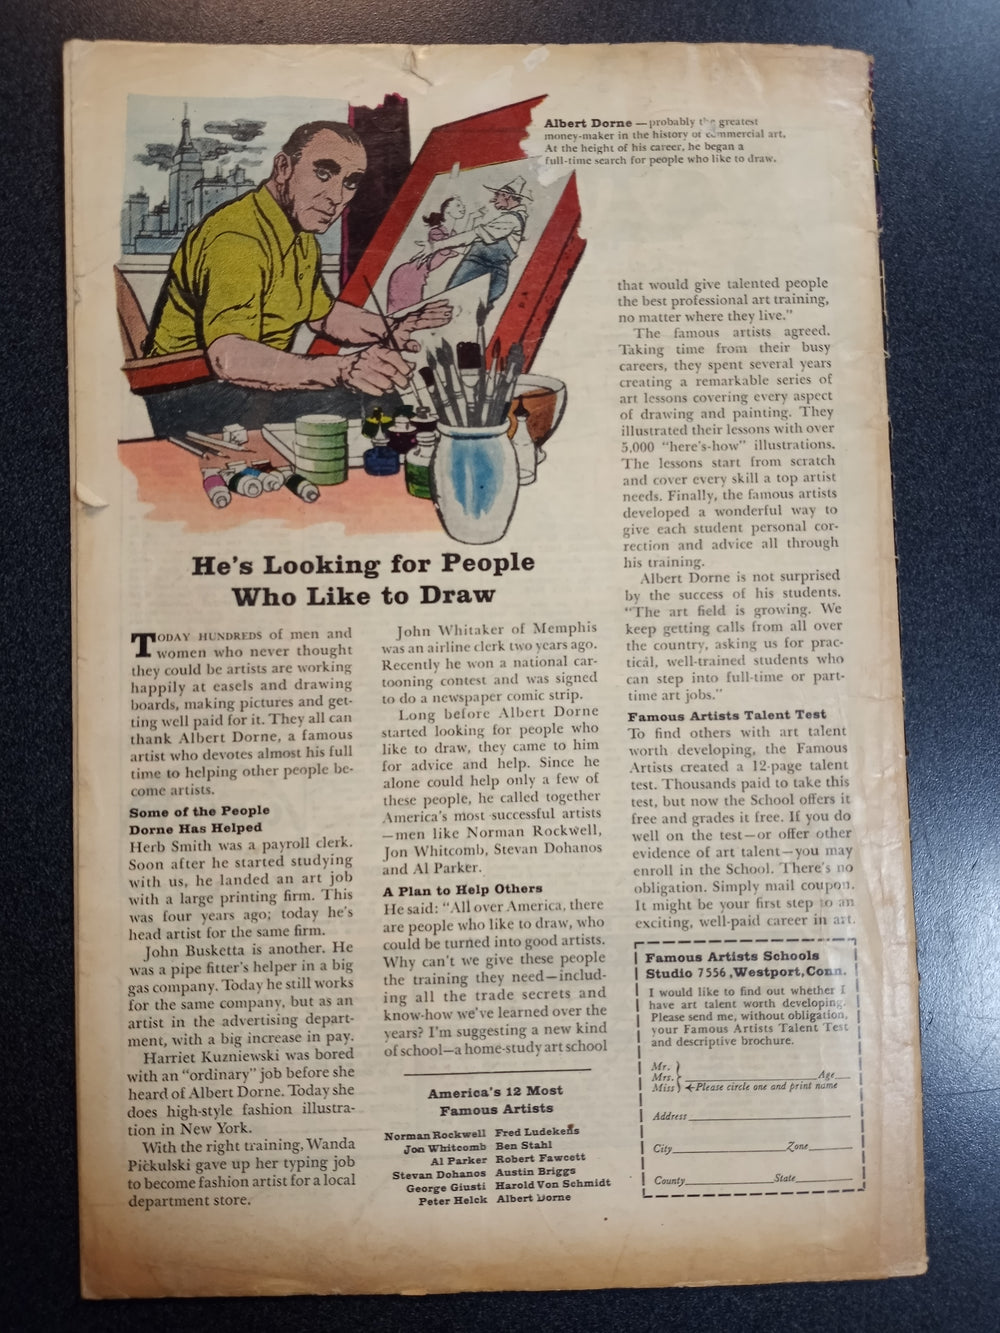 Albert Dorne — probably the greatest
money-maker in the history of commercial art.
At the height of his career, he began a
full-time search for people who like to draw.
He's Looking for People
Who Like to Draw
TODAY HUNDREDS of men and
women who never thought
they could be artists are working
happily at easels and drawing
boards, making pictures and get-
ting well paid for it. They all can
thank Albert Dorne, a famous
artist who devotes almost his full
time to helping other people be-
come artists.
Some of the People
Dorne Has Helped
Herb Smith was a payroll clerk.
Soon after he started studying
with us, he landed an art job
with a large printing firm. This
was four years ago; today he's
head artist for the same firm.
John Busketta is another. He
was a pipe fitter's helper in a big
gas company. Today he still works
for the same company, but as an
artist in the advertising depart-
ment, with a big increase in pay.
Harriet Kuzniewski was bored
with an "ordinary" job before she
heard of Albert Dorne. Today she
does high-style fashion illustra-
tion in New York.
With the right training, Wanda
Pickulski gave up her typing job
to become fashion artist for a local
department store.
John Whitaker of Memphis
was an airline clerk two years ago.
Recently he won a national car-
tooning contest and was signed
to do a newspaper comic strip.
Long before Albert Dorne
started looking for people who
like to draw, they came to him
for advice and help. Since he
alone could help only a few of
these people, he called together
America's most successful artists
—men like Norman Rockwell,
Jon Whitcomb, Stevan Dohanos
and Al Parker.
A Plan to Help Others
He said: "All over America, there
are people who like to draw, who
could be turned into good artists.
Why can't we give these people
the training they need—includ-
ing all the trade secrets and
know-how we've learned over the
years? I'm suggesting a new kind
of school—a home-study art school
America's 12 Most
Famous Artists
Norman Rockwell Fred Ludekens
Jon Whitcomb Ben Stahl
Al Parker Robert Fawcett
Stevan Dohanos Austin Briggs
George Giusti Harold Von Schmidt
Peter Helck Albert Dorne
that would give talented people
the best professional art training,
no matter where they live."
The famous artists agreed.
Taking time from their busy
careers, they spent several years
creating a remarkable series of
art lessons covering every aspect
of drawing and painting. They
illustrated their lessons with over
5,000 "here's-how" illustrations.
The lessons start from scratch
and cover every skill a top artist
needs. Finally, the famous artists
developed a wonderful way to
give each student personal cor-
rection and advice all through
his training.
Albert Dorne is not surprised
by the success of his students.
"The art field is growing. We
keep getting calls from all over
the country, asking us for prac-
tical, well-trained students who
can step into full-time or part-
time art jobs."
Famous Artists Talent Test
To find others with art talent
worth developing, the Famous
Artists created a 12-page talent
test. Thousands paid to take this
test, but now the School offers it
free and grades it free. If you do
well on the test—or offer other
evidence of art talent—you may
enroll in the School. There's no
obligation. Simply mail coupon.
It might be your first step to an
exciting, well-paid career in art.
Famous Artists Schools
Studio 7556, Westport, Conn.
I would like to find out whether I
have art talent worth developing.
Please send me, without obligation,
your Famous Artists Talent Test
and descriptive brochure.
Mr.
Mrs. Age
Miss Please circle one and print name
Address
City Zone
County State